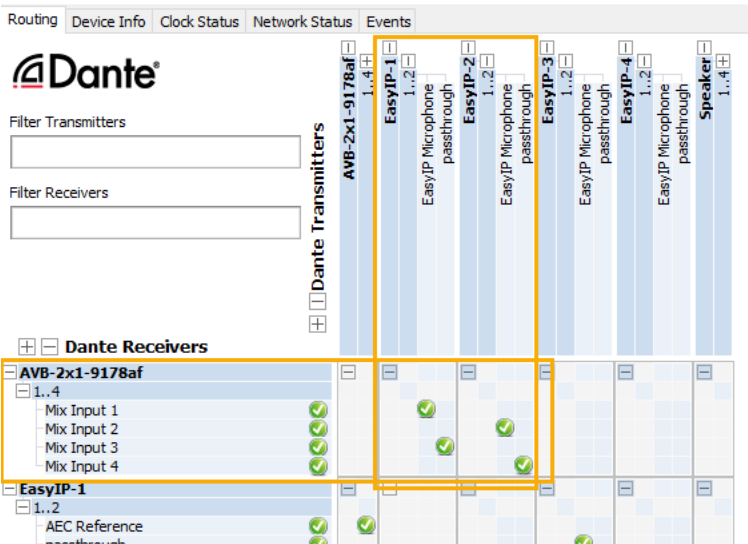 Routing Device Info Clock Status Network Status Events
Dante®
Filter Transmitters
Filter Receivers
Dante Transmitters
AVB-2x1-9178af
1..4
EasyIP-1
1..2
EasyIP Microphone
passthrough
EasyIP-2
1..2
EasyIP Microphone
passthrough
EasyIP-3
1..2
EasyIP Microphone
passthrough
EasyIP-4
1..2
EasyIP Microphone
passthrough
Speaker
1..4
Dante Receivers
AVB-2x1-9178af
1..4
Mix Input 1
Mix Input 2
Mix Input 3
Mix Input 4
EasyIP-1
1..2
AEC Reference
passthrough